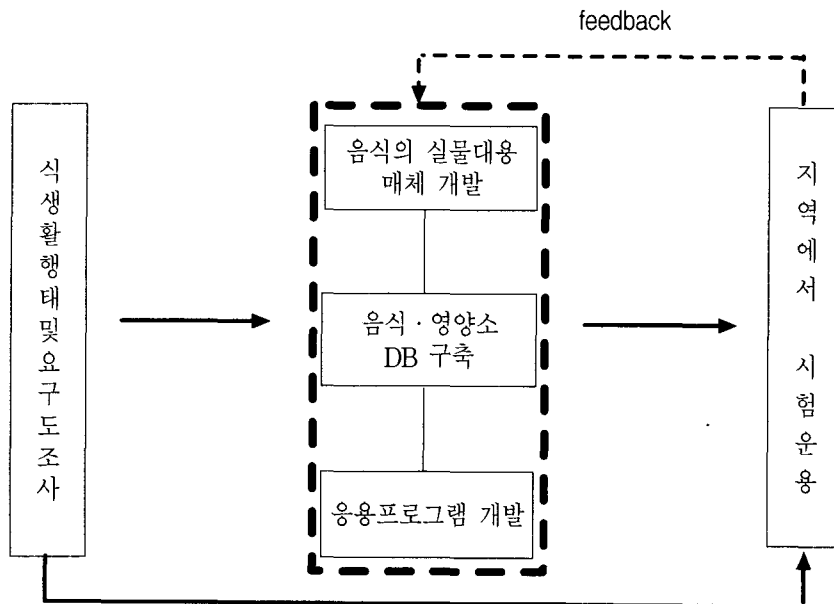 feedback
식생활행태및요구도조사
음식의 실물대용
매체 개발
음식·영양소
DB 구축
응용프로그램 개발
지역에서 시험운용